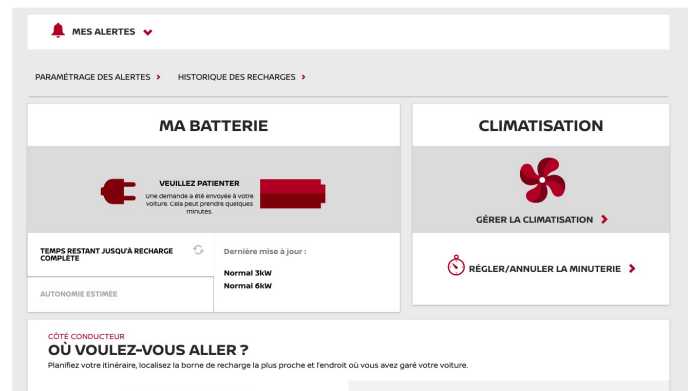 MES ALERTES
PARAMÉTRAGE DES ALERTES
HISTORIQUE DES RECHARGES
MA BATTERIE
VEUILLEZ PATIENTER
Une demande a été envoyée à votre
voiture. Cela peut prendre quelques
minutes.
TEMPS RESTANT JUSQU'À RECHARGE
COMPLÈTE
AUTONOMIE ESTIMÉE
Dernière mise à jour :
Normal 3kW
Normal 6kW
CLIMATISATION
GÉRER LA CLIMATISATION
RÉGLER/ANNULER LA MINUTERIE
CÔTÉ CONDUCTEUR
OÙ VOULEZ-VOUS ALLER ?
Planifiez votre itinéraire, localisez la borne de recharge la plus proche et l'endroit où vous avez garé votre voiture.